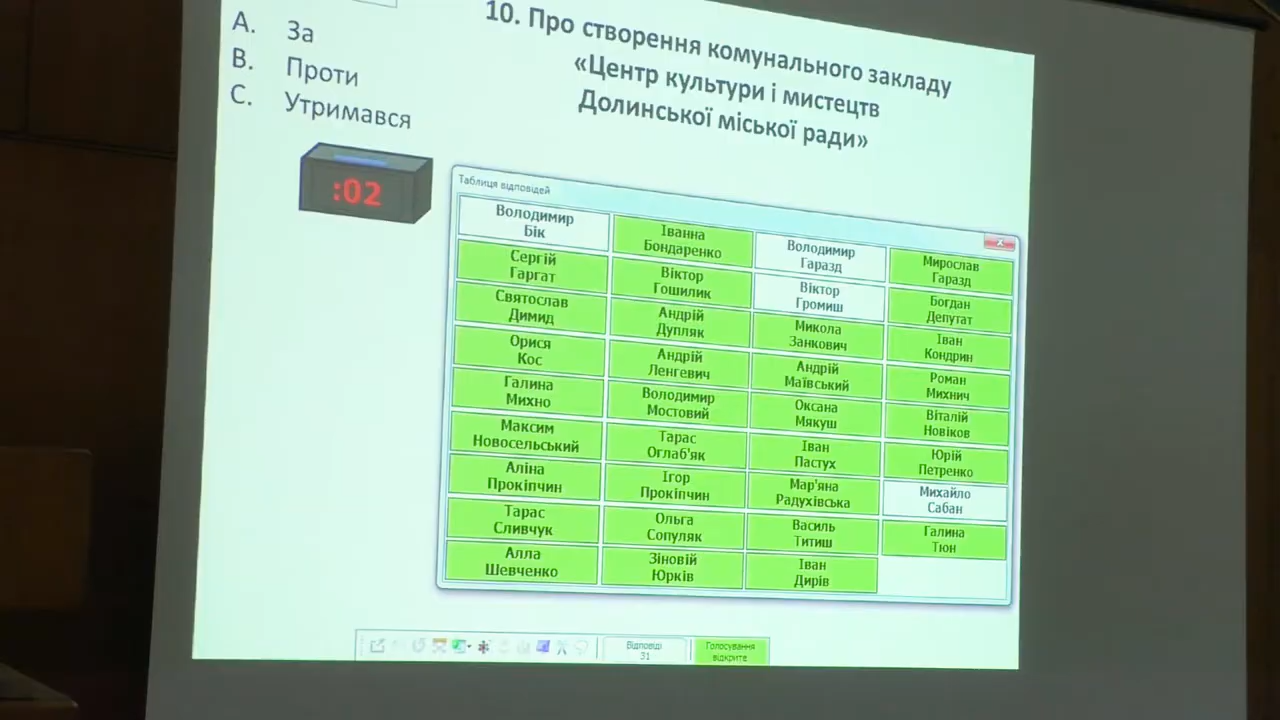 10. Про створення комунального закладу
«Центр культури і мистецтв
Долинської міської ради»
A. За
B. Проти
C. Утримався
:02
Таблиця відповідей
Володимир
Бік
Іванна
Бондаренко
Володимир
Гаразд
Мирослав
Гаразд
Сергій
Гаргат
Віктор
Гошилик
Віктор
Громиш
Богдан
Депутат
Святослав
Димид
Андрій
Дупляк
Микола
Занкович
Іван
Кондрин
Орися
Кос
Андрій
Ленгевич
Андрій
Маївський
Роман
Михнич
Галина
Михно
Володимир
Мостовий
Оксана
Мякуш
Віталій
Новіков
Максим
Новосельський
Тарас
Оглаб'як
Іван
Пастух
Юрій
Петренко
Аліна
Прокіпчин
Ігор
Прокіпчин
Мар'яна
Радухівська
Михайло
Сабан
Тарас
Сливчук
Ольга
Сопуляк
Василь
Титиш
Галина
Тюн
Алла
Шевченко
Зіновій
Юрків
Іван
Дирів
Відповіді
31
Голосування
відкрите